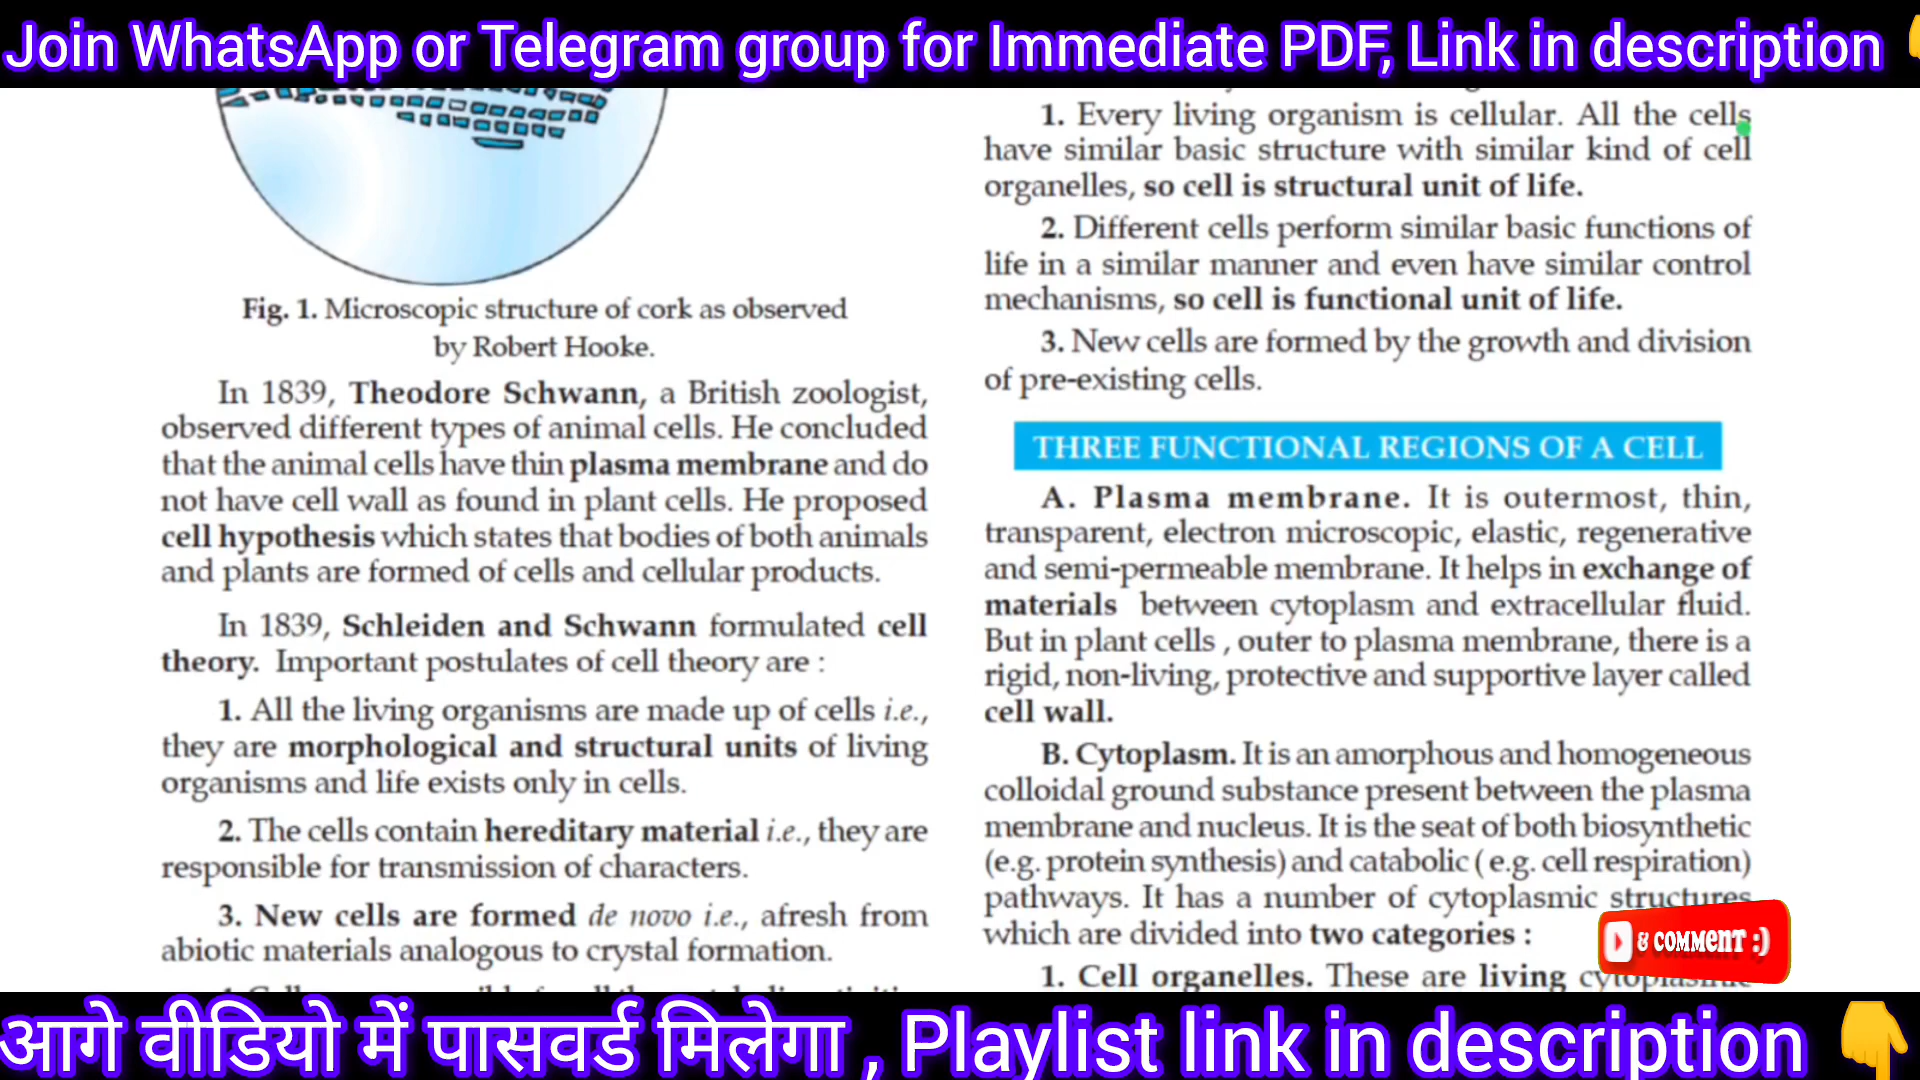 Join WhatsApp or Telegram group for Immediate PDF, Link in description
Fig. 1. Microscopic structure of cork as observed
by Robert Hooke.
In 1839, Theodore Schwann, a British zoologist,
observed different types of animal cells. He concluded
that the animal cells have thin plasma membrane and do
not have cell wall as found in plant cells. He proposed
cell hypothesis which states that bodies of both animals
and plants are formed of cells and cellular products.
In 1839, Schleiden and Schwann formulated cell
theory. Important postulates of cell theory are :
1. All the living organisms are made up of cells i.e.,
they are morphological and structural units of living
organisms and life exists only in cells.
2. The cells contain hereditary material i.e., they are
responsible for transmission of characters.
3. New cells are formed de novo i.e., afresh from
abiotic materials analogous to crystal formation.
1. Every living organism is cellular. All the cells
have similar basic structure with similar kind of cell
organelles, so cell is structural unit of life.
2. Different cells perform similar basic functions of
life in a similar manner and even have similar control
mechanisms, so cell is functional unit of life.
3. New cells are formed by the growth and division
of pre-existing cells.
THREE FUNCTIONAL REGIONS OF A CELL
A. Plasma membrane. It is outermost, thin,
transparent, electron microscopic, elastic, regenerative
and semi-permeable membrane. It helps in exchange of
materials between cytoplasm and extracellular fluid.
But in plant cells , outer to plasma membrane, there is a
rigid, non-living, protective and supportive layer called
cell wall.
B. Cytoplasm. It is an amorphous and homogeneous
colloidal ground substance present between the plasma
membrane and nucleus. It is the seat of both biosynthetic
(e.g. protein synthesis) and catabolic ( e.g. cell respiration)
pathways. It has a number of cytoplasmic structures
which are divided into two categories :
1. Cell organelles. These are living cytoplasmic
& COMMENT :)
आगे वीडियो में पासवर्ड मिलेगा , Playlist link in description